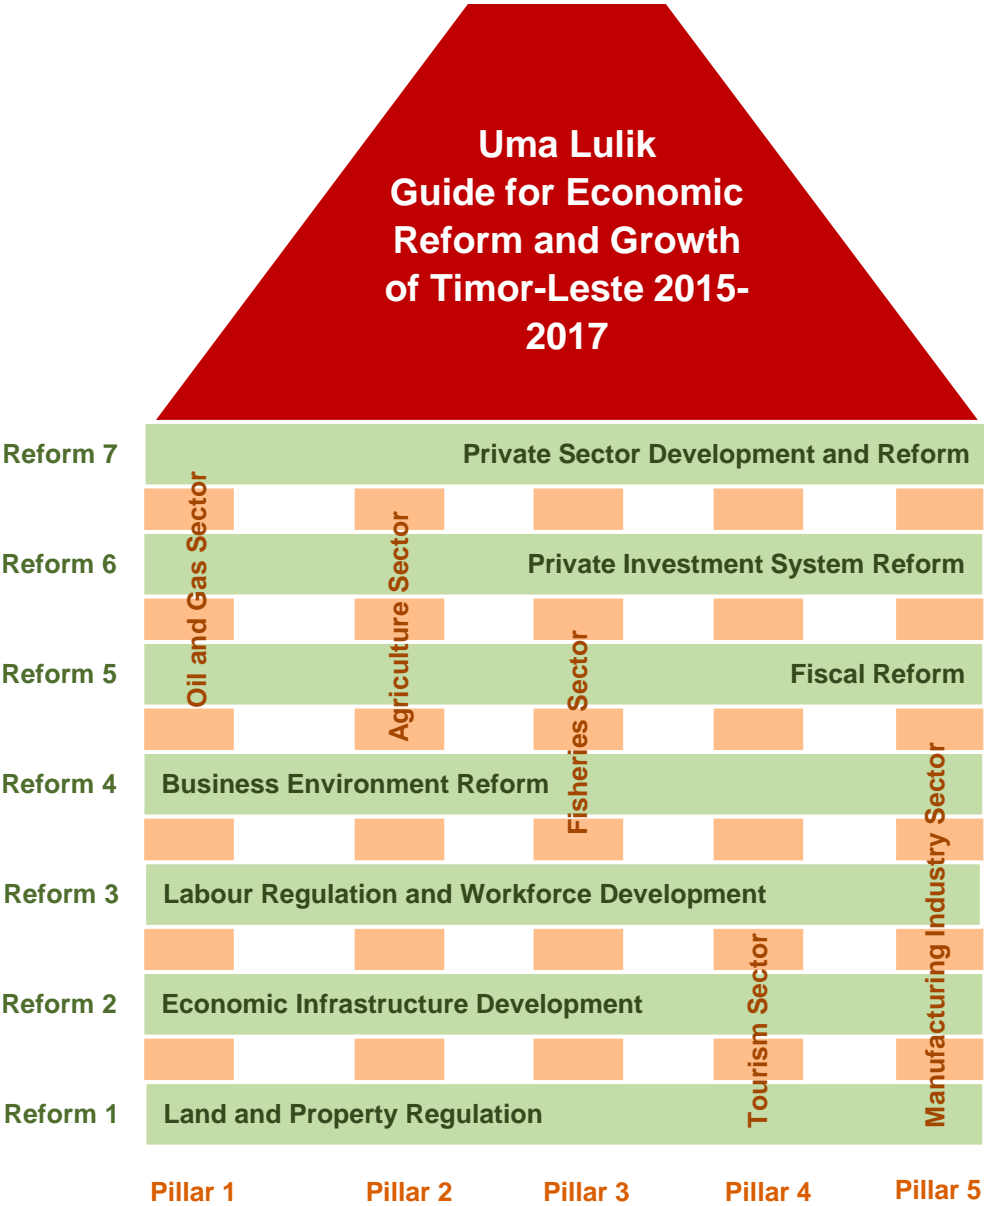 Uma Lulik
Guide for Economic
Reform and Growth
of Timor-Leste 2015-
2017
Reform 7
Private Sector Development and Reform
Reform 6
Private Investment System Reform
Reform 5
Fiscal Reform
Reform 4
Business Environment Reform
Reform 3
Labour Regulation and Workforce Development
Reform 2
Economic Infrastructure Development
Reform 1
Land and Property Regulation
Oil and Gas Sector
Agriculture Sector
Fisheries Sector
Tourism Sector
Manufacturing Industry Sector
Pillar 1
Pillar 2
Pillar 3
Pillar 4
Pillar 5